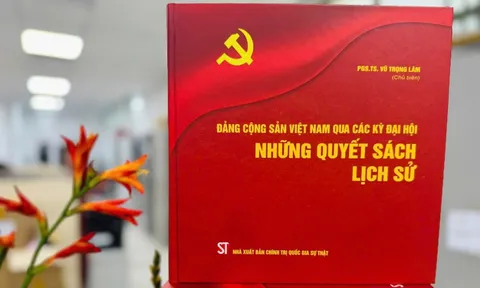 PGS.TS. VŨ TRỌNG LÂM
(Chủ biên)
ĐẢNG CỘNG SẢN VIỆT NAM QUA CÁC KỲ ĐẠI HỘI
NHỮNG QUYẾT SÁCH
LỊCH SỬ
ST NHÀ XUẤT BẢN CHÍNH TRỊ QUỐC GIA SỰ THẬT